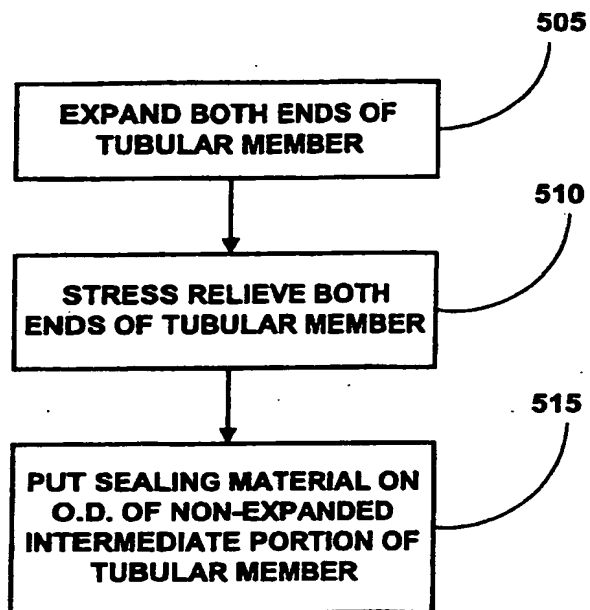 505
EXPAND BOTH ENDS OF
TUBULAR MEMBER
510
STRESS RELIEVE BOTH
ENDS OF TUBULAR MEMBER
515
PUT SEALING MATERIAL ON
O.D. OF NON-EXPANDED
INTERMEDIATE PORTION OF
TUBULAR MEMBER